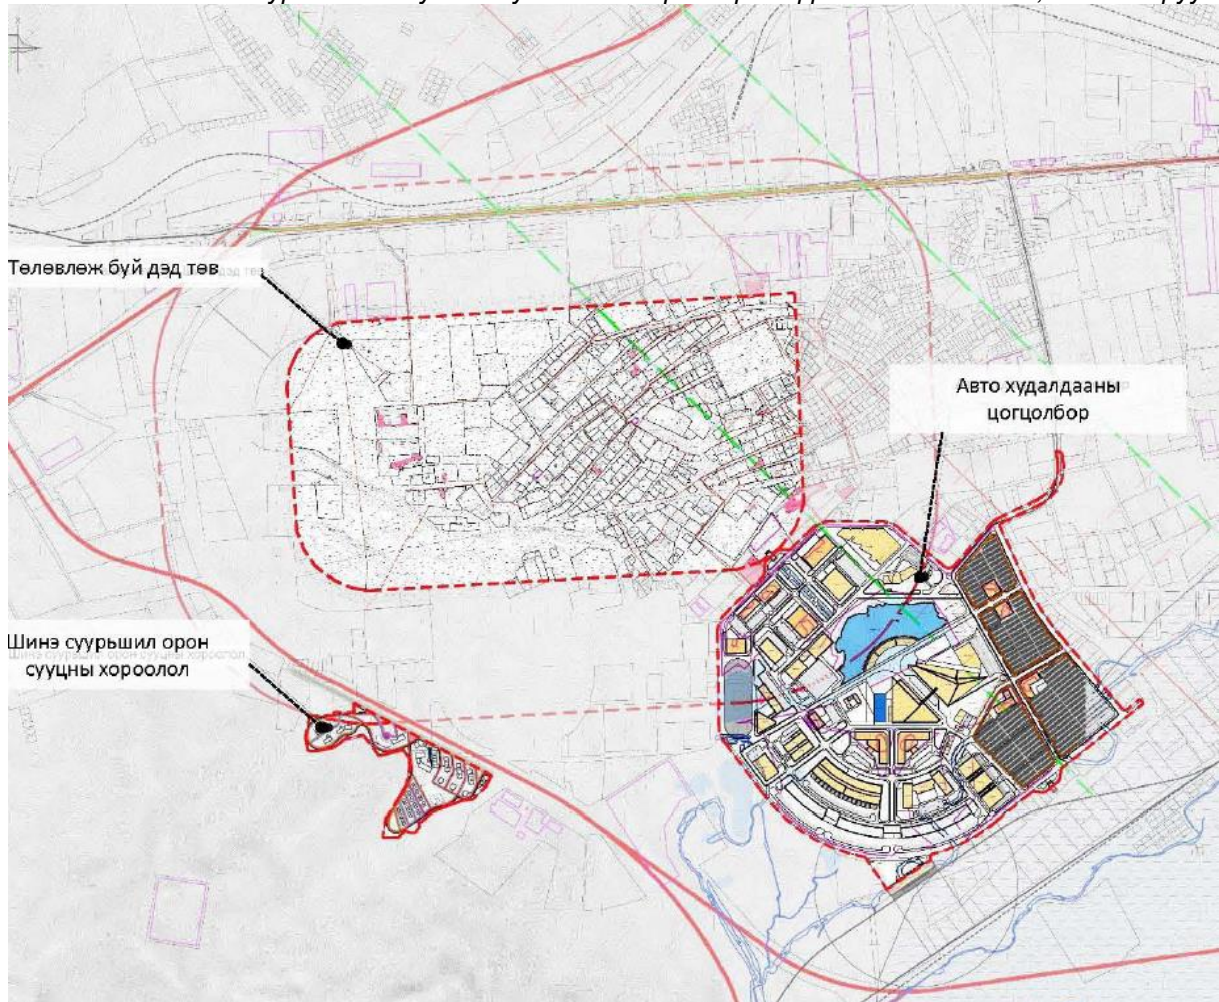 Төлөвлөж буй дэд төв
Авто худалдааны
цогцолбор
Шинэ суурьшил орон
сууцны хороолол